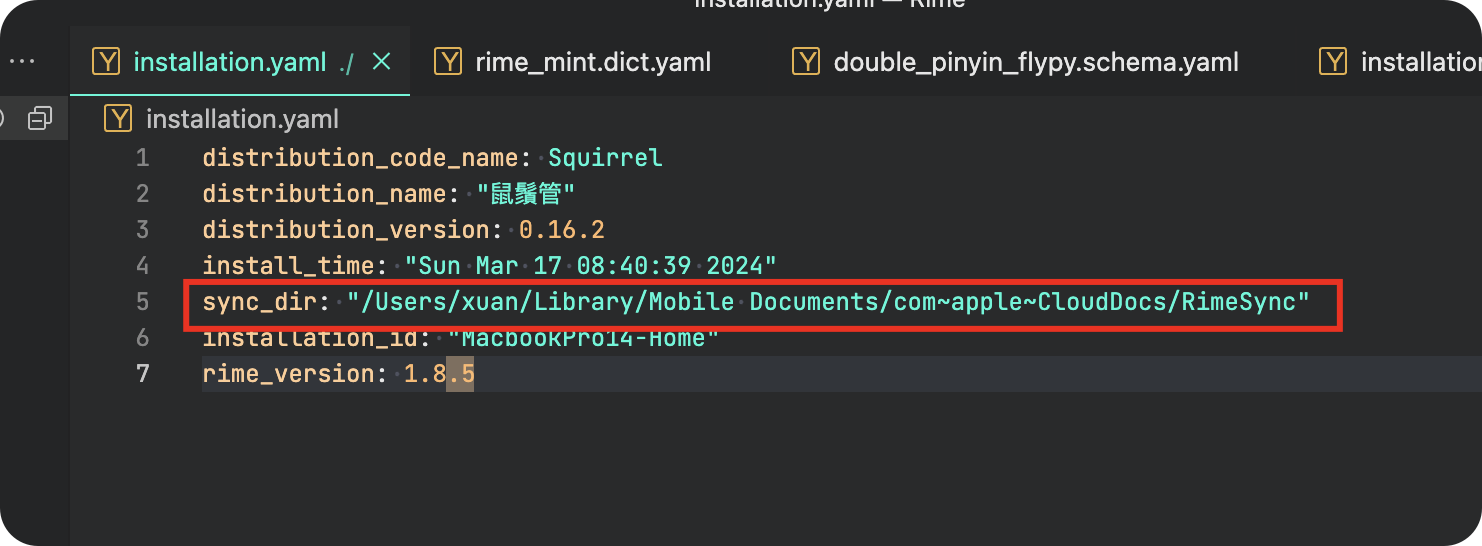 installation.yaml — Rime
··· installation.yaml ./ × rime_mint.dict.yaml double_pinyin_flypy.schema.yaml
installation.yaml
1 distribution_code_name: Squirrel
2 distribution_name: "鼠鬚管"
3 distribution_version: 0.16.2
4 install_time: "Sun Mar 17 08:40:39 2024"
5 sync_dir: "/Users/xuan/Library/Mobile Documents/com~apple~CloudDocs/RimeSync"
6 installation_id: "MacbookPro14-Home"
7 rime_version: 1.8.5